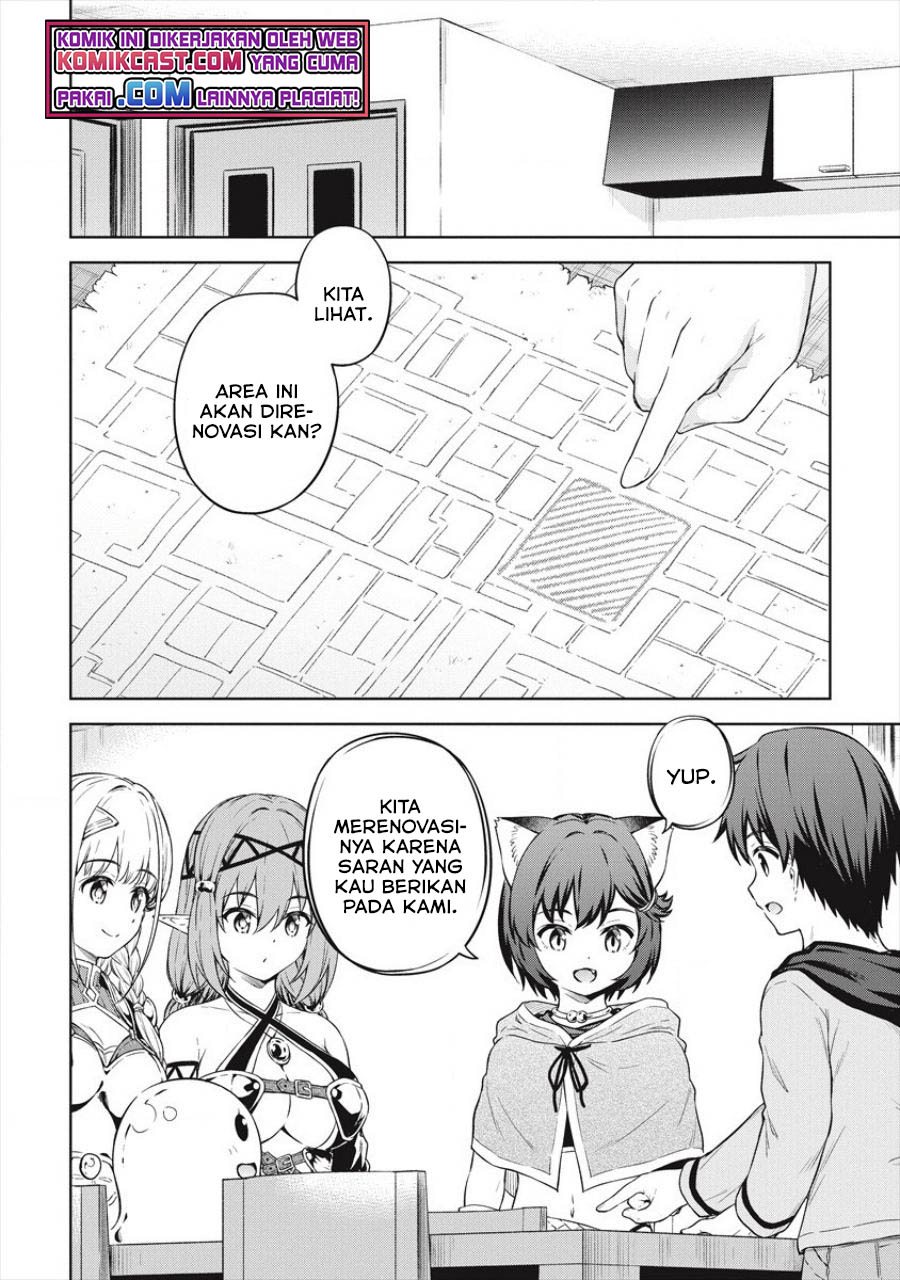 KOMIK INI DIKERJAKAN OLEH WEB
KOMIKCAST.COM YANG CUMA
PAKAI .COM LAINNYA PLAGIAT!
KITA
LIHAT.
AREA INI
AKAN DIRE-
NOVASI KAN?
YUP.
KITA
MERENOVASI-
NYA KARENA
SARAN YANG
KAU BERIKAN
PADA KAMI.